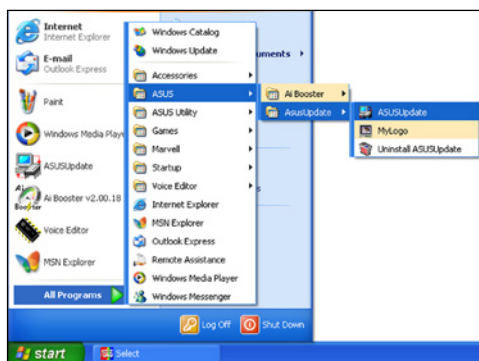 Internet
Internet Explorer
E-mail
Outlook Express
Paint
Windows Media Play
ASUSUpdate
Ai Booster v2.00.18
Voice Editor
MSN Explorer
All Programs
Windows Catalog
Windows Update
Accessories
ASUS
ASUS Utility
Games
Marvell
Startup
Voice Editor
Internet Explorer
MSN Explorer
Outlook Express
Remote Assistance
Windows Media Player
Windows Messenger
uments
s
Ai Booster
AsusUpdate
ASUSUpdate
MyLogo
Uninstall ASUSUpdate
Log Off
Shut Down
start
Select